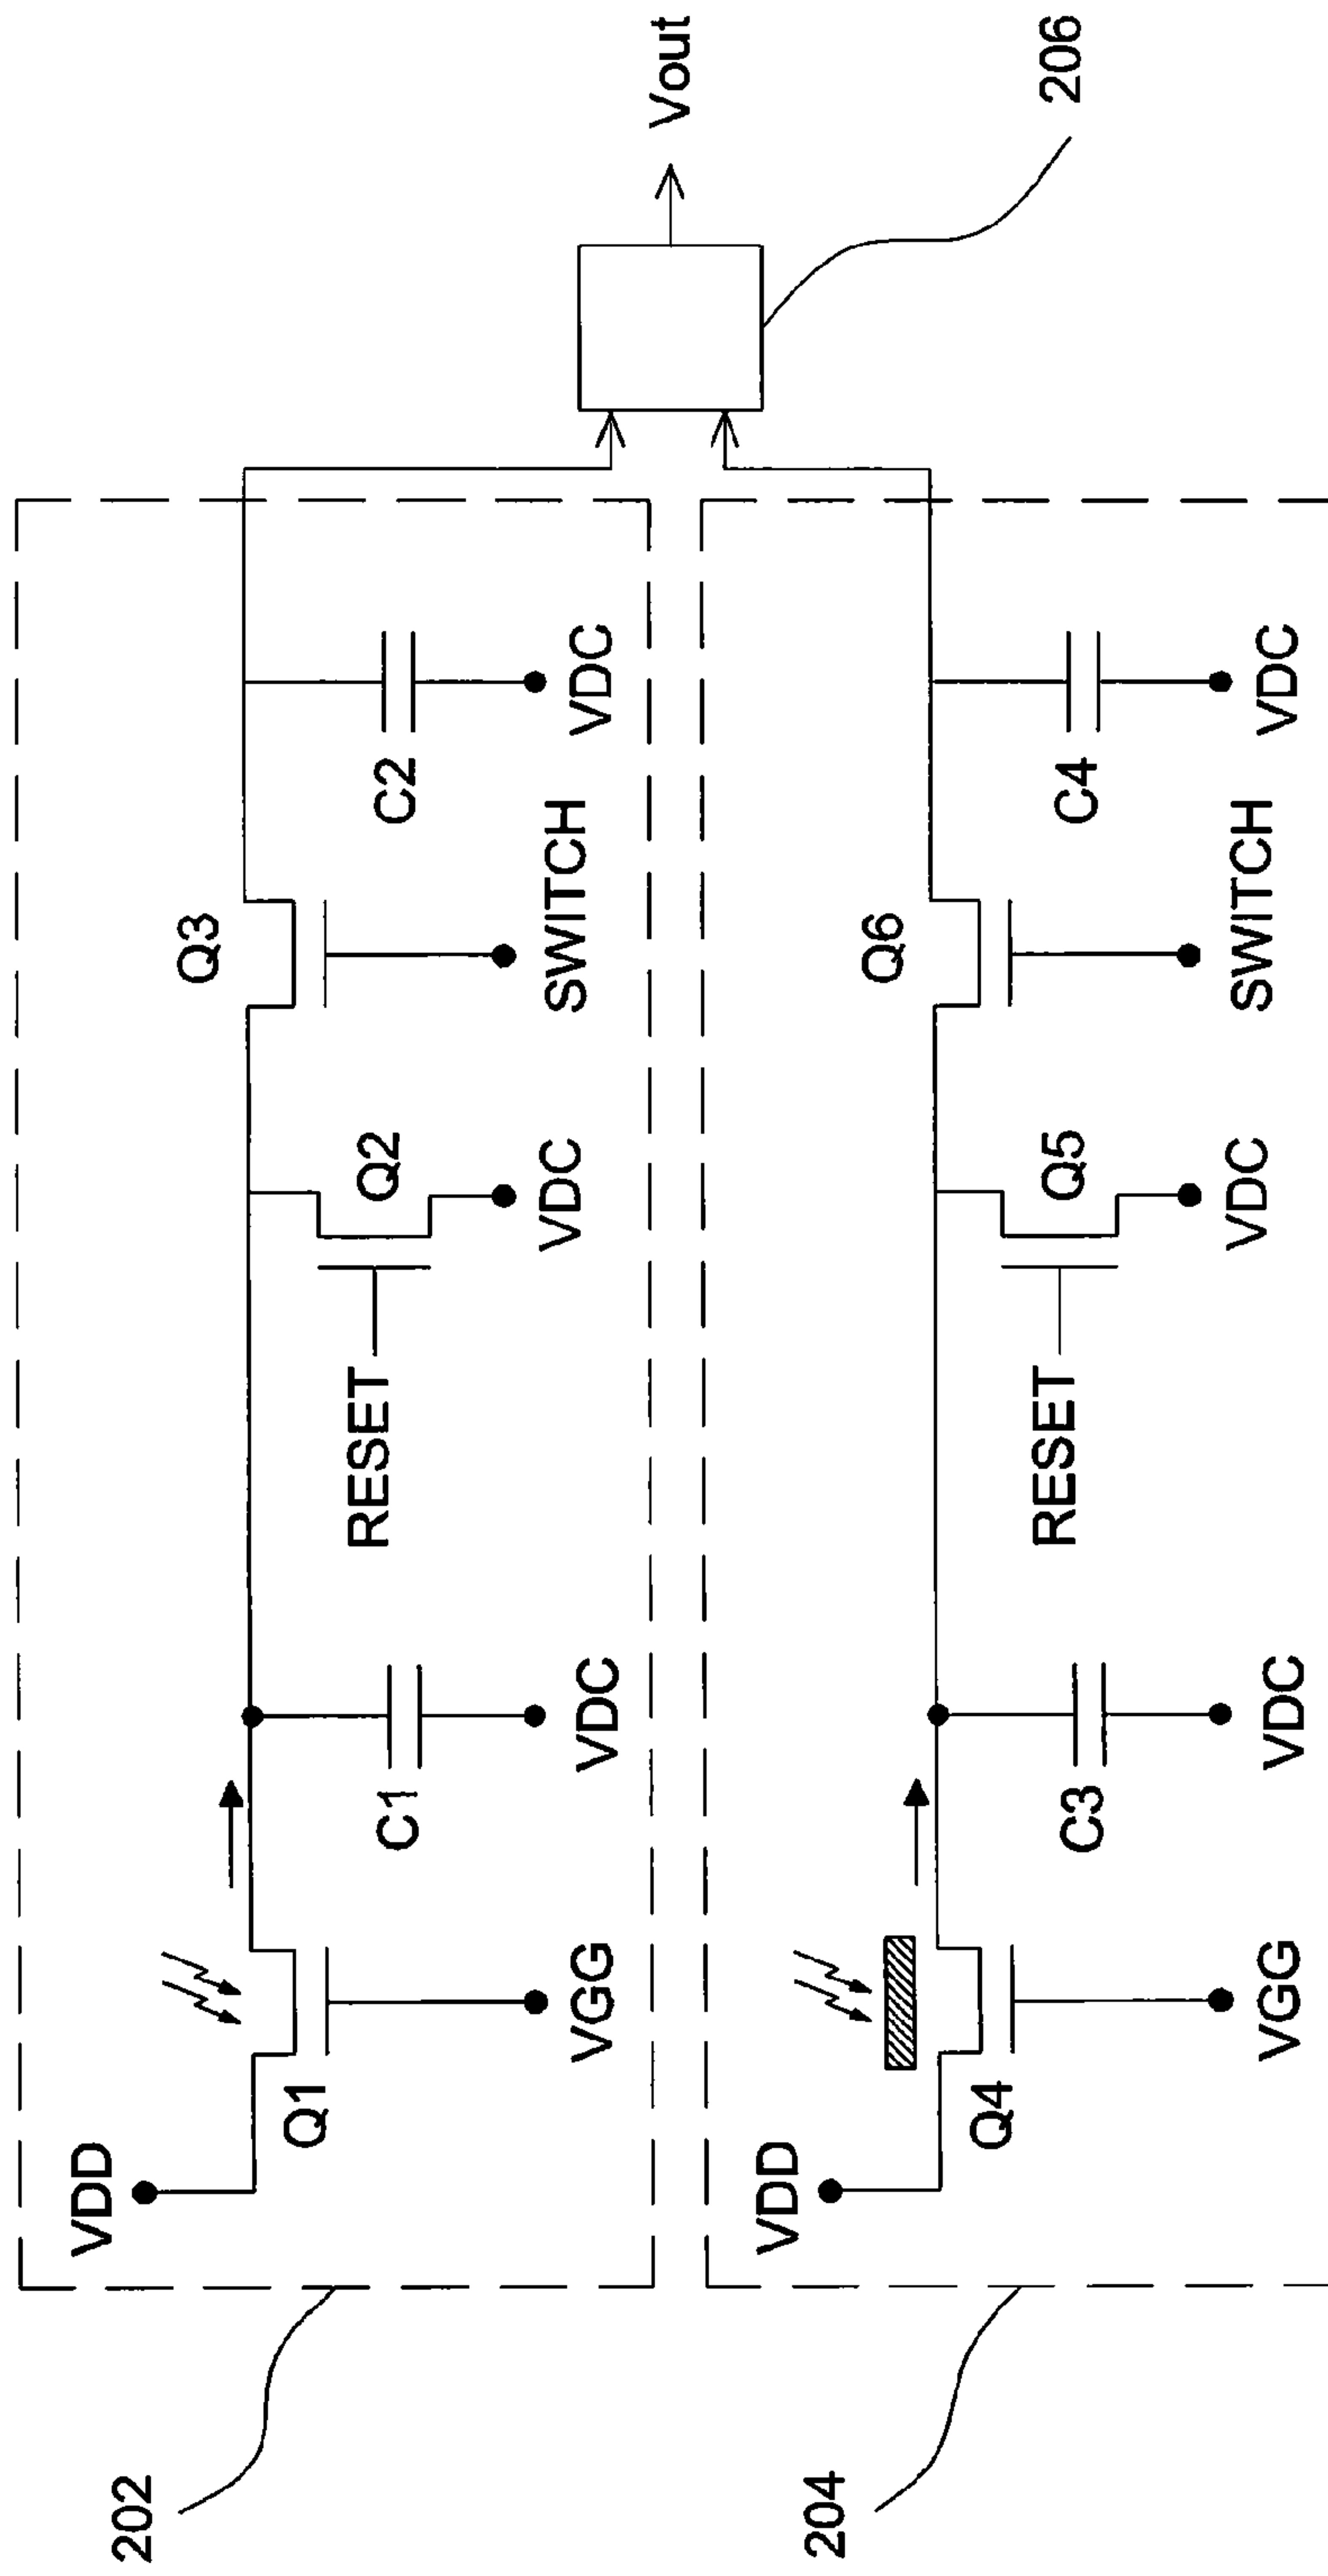 202
VDD
Q1
VGG
C1
VDC
RESET
Q2
VDC
Q3
SWITCH
C2
VDC
204
VDD
Q4
VGG
C3
VDC
RESET
Q5
VDC
Q6
SWITCH
C4
VDC
Vout
206